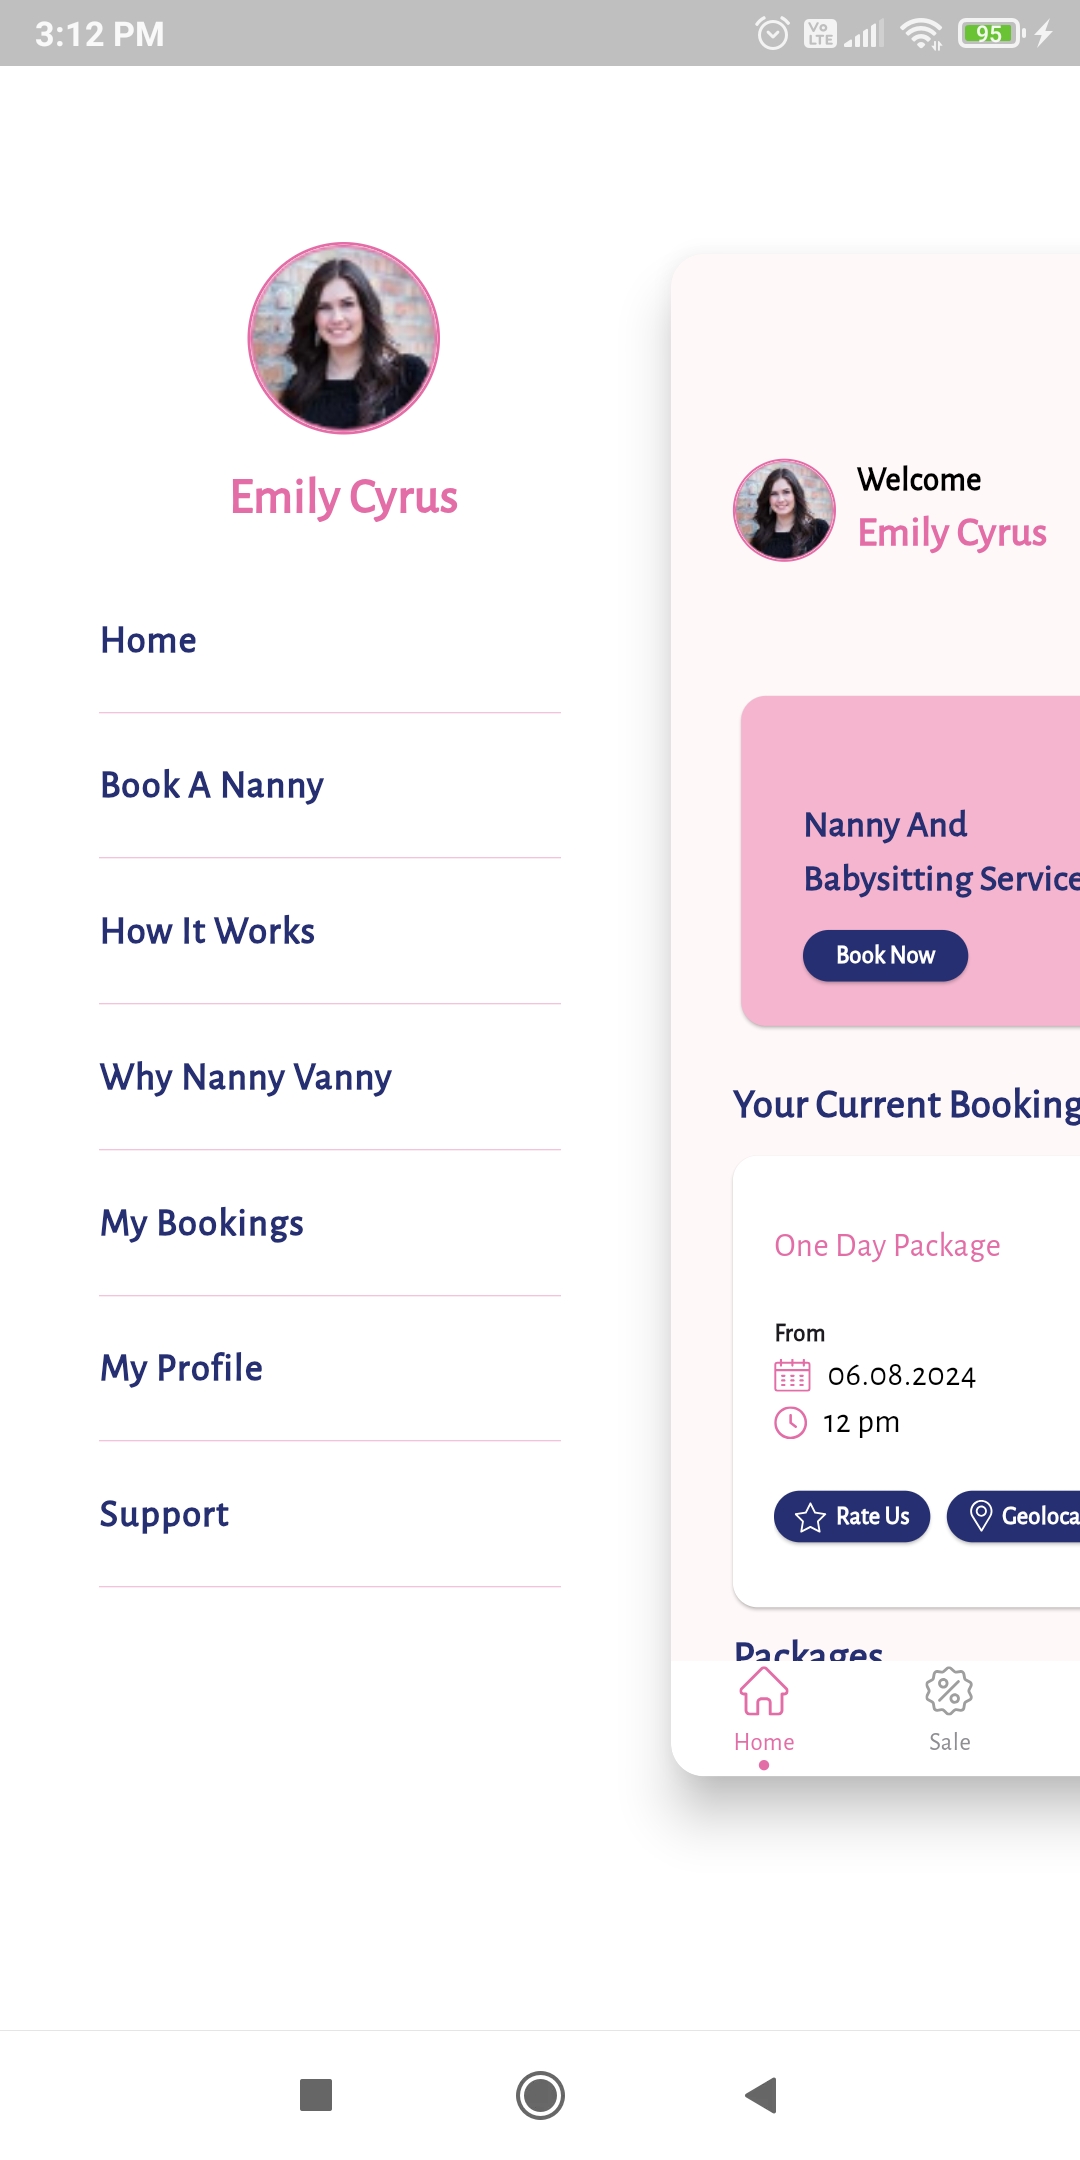 3:12 PM
Vo LTE
95
Emily Cyrus
Home
Book A Nanny
How It Works
Why Nanny Vanny
My Bookings
My Profile
Support
Welcome
Emily Cyrus
Nanny And
Babysitting Service
Book Now
Your Current Booking
One Day Package
From
06.08.2024
12 pm
Rate Us
Geoloca
Packages
Home
Sale